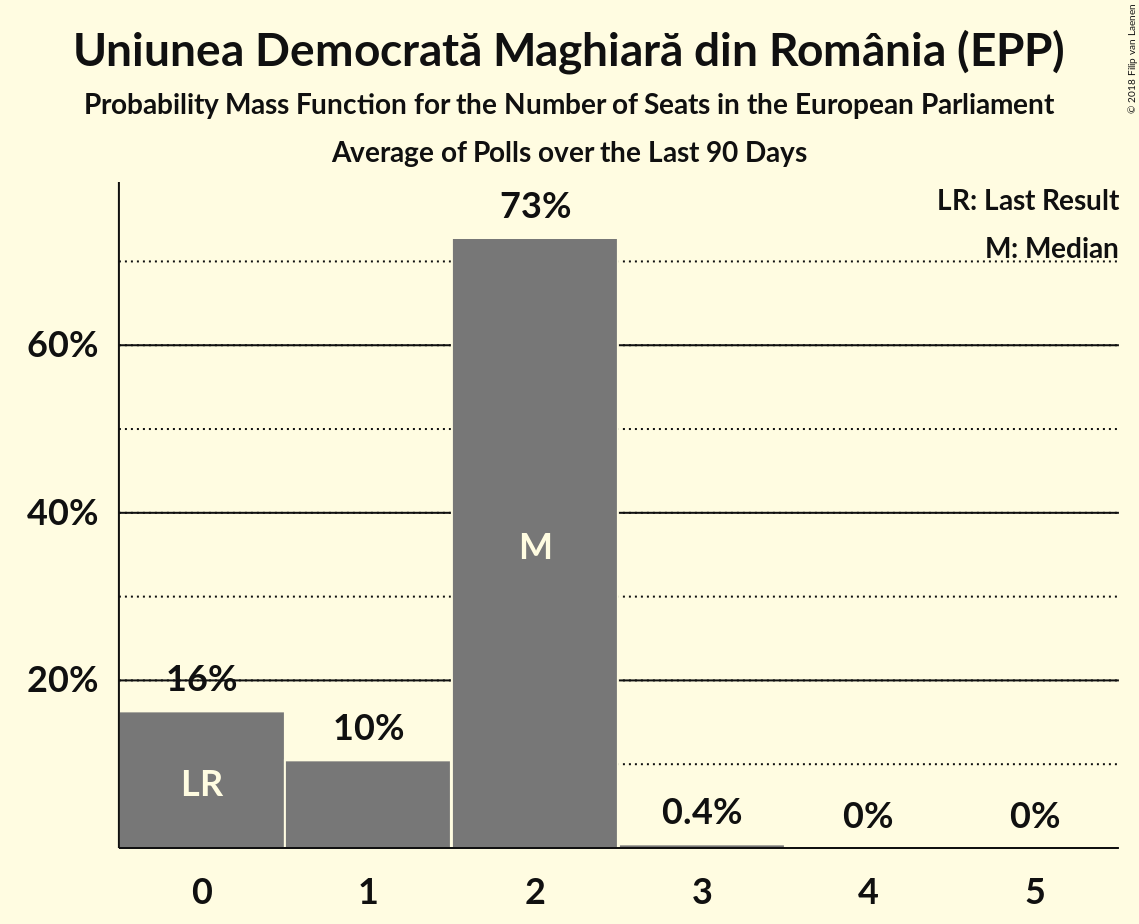 Uniunea Democrată Maghiară din România (EPP)
Probability Mass Function for the Number of Seats in the European Parliament
Average of Polls over the Last 90 Days
© 2018 Filip van Laenen
LR: Last Result
M: Median
73%
60%
40%
M
20%
16%
10%
LR
0.4%
0%
0%
0
1
2
3
4
5